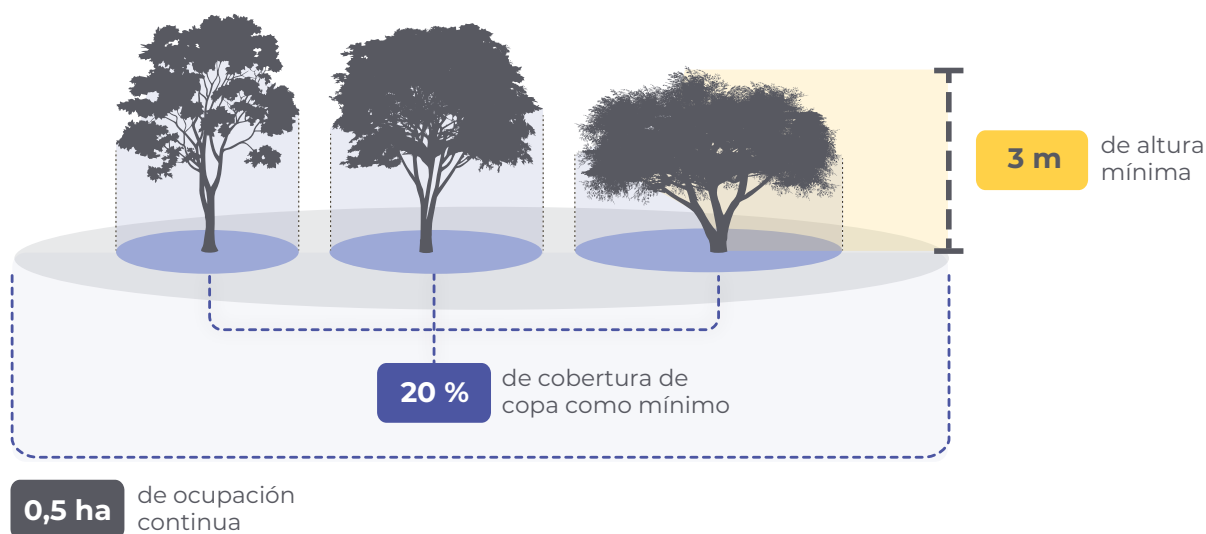 3 m
de altura
mínima
20 %
de cobertura de
copa como mínimo
0,5 ha
de ocupación
continua